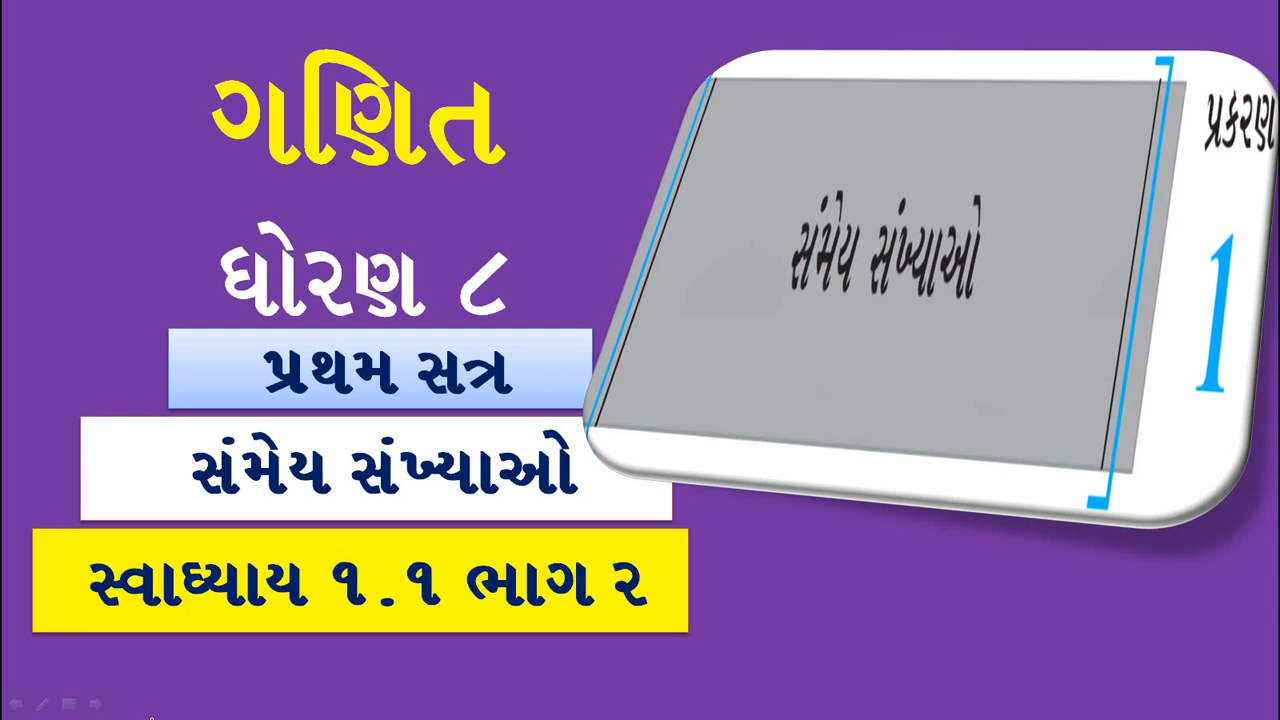 ગણિત
ધોરણ ૮
પ્રથમ સત્ર
સંમેય સંખ્યાઓ
સ્વાધ્યાય ૧.૧ ભાગ ૨
પ્રકરણ
1
સંમેય સંખ્યાઓ